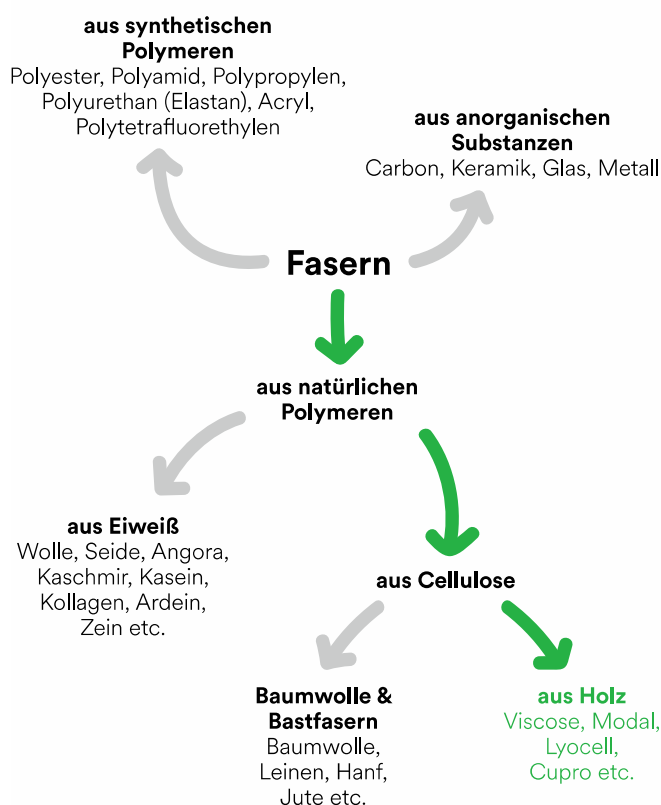 aus synthetischen
Polymeren
Polyester, Polyamid, Polypropylen,
Polyurethan (Elastan), Acryl,
Polytetrafluorethylen
aus anorganischen
Substanzen
Carbon, Keramik, Glas, Metall
Fasern
aus natürlichen
Polymeren
aus Eiweiß
Wolle, Seide, Angora,
Kaschmir, Kasein,
Kollagen, Ardein,
Zein etc.
aus Cellulose
Baumwolle &
Bastfasern
Baumwolle,
Leinen, Hanf,
Jute etc.
aus Holz
Viscose, Modal,
Lyocell,
Cupro etc.